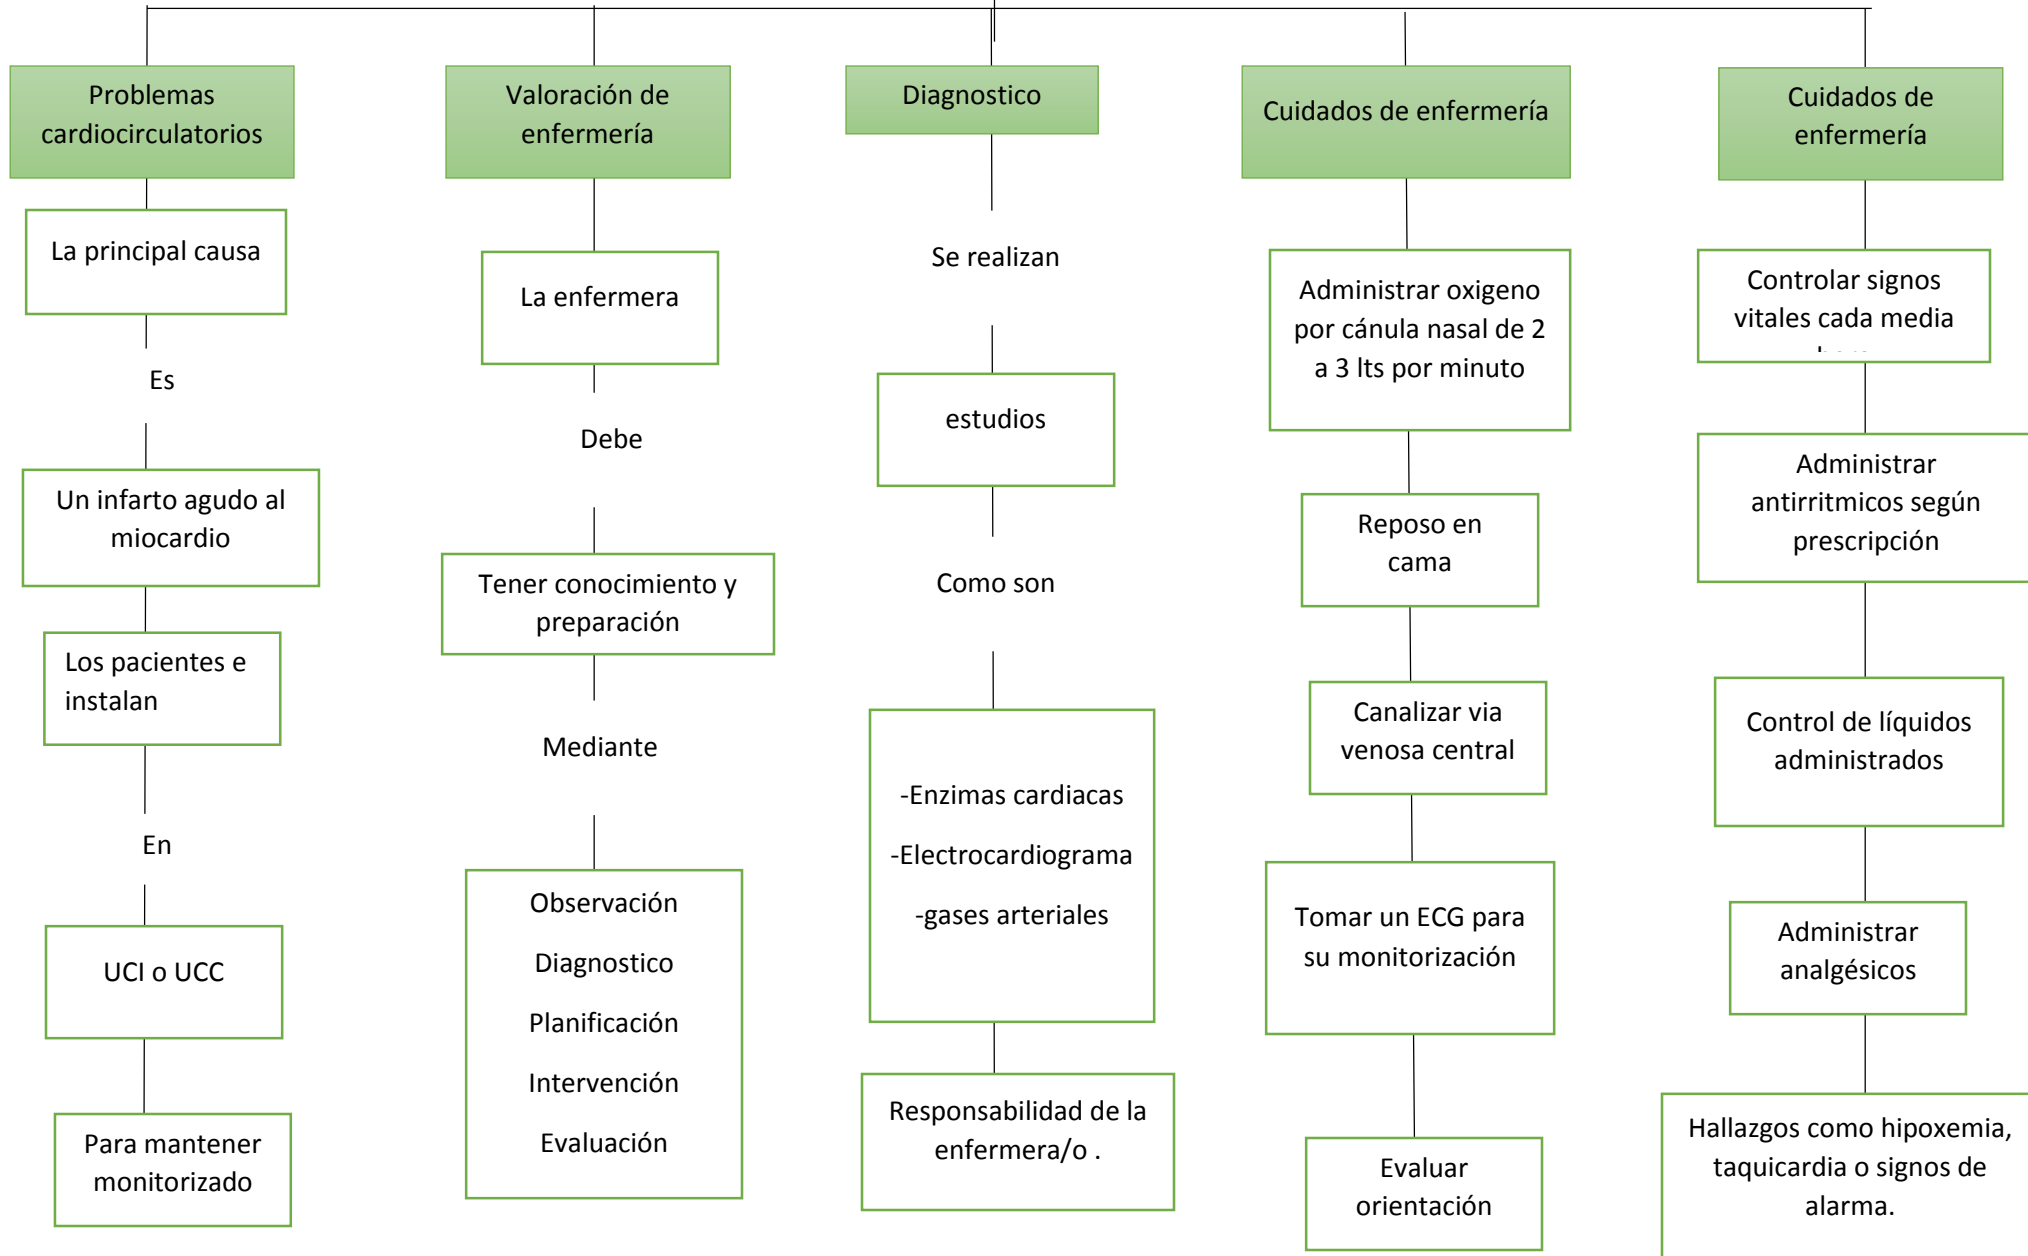 Problemas
cardiocirculatorios
La principal causa
Es
Un infarto agudo al
miocardio
Los pacientes e
instalan
En
UCI o UCC
Para mantener
monitorizado
Valoración de
enfermería
La enfermera
Debe
Tener conocimiento y
preparación
Mediante
Observación
Diagnostico
Planificación
Intervención
Evaluación
Diagnostico
Se realizan
estudios
Como son
-Enzimas cardiacas
-Electrocardiograma
-gases arteriales
Responsabilidad de la
enfermera/o .
Cuidados de enfermería
Administrar oxigeno
por cánula nasal de 2
a 3 lts por minuto
Reposo en
cama
Canalizar via
venosa central
Tomar un ECG para
su monitorización
Evaluar
orientación
Cuidados de
enfermería
Controlar signos
vitales cada media
Administrar
antirritmicos según
prescripción
Control de líquidos
administrados
Administrar
analgésicos
Hallazgos como hipoxemia,
taquicardia o signos de
alarma.